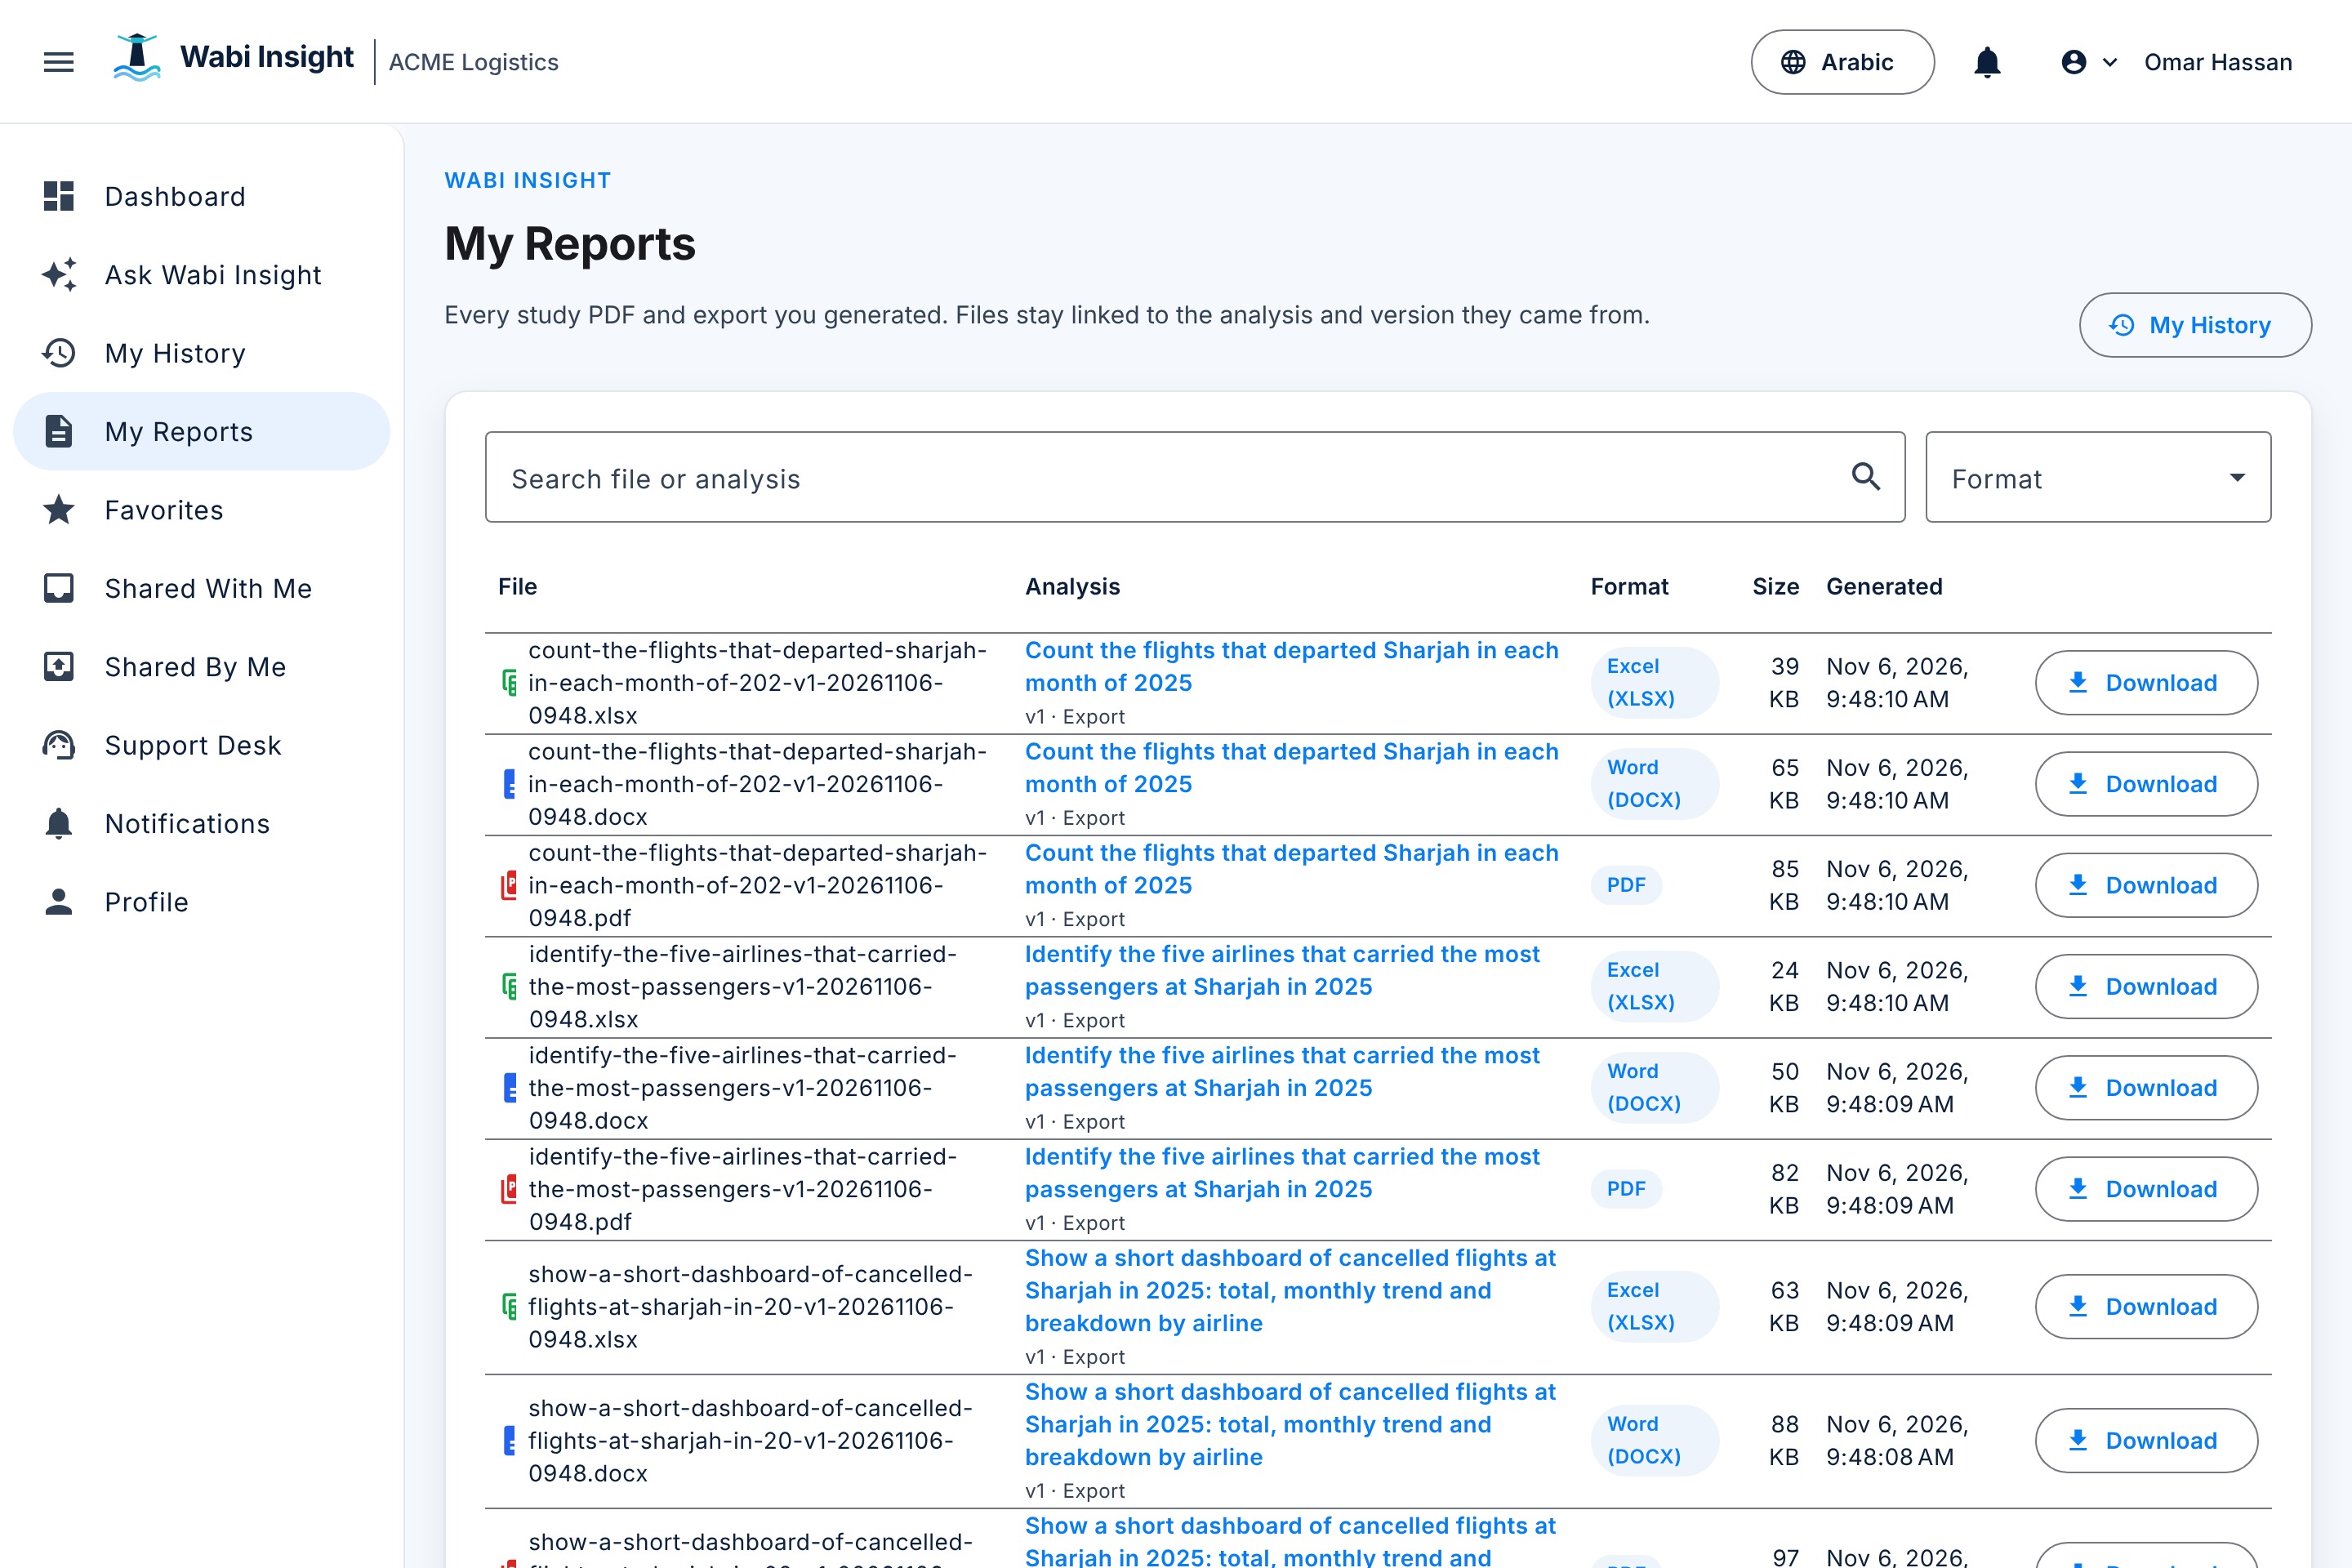 Wabi Insight
ACME Logistics
Arabic
Omar Hassan
Dashboard
Ask Wabi Insight
My History
My Reports
Favorites
Shared With Me
Shared By Me
Support Desk
Notifications
Profile
WABI INSIGHT
My Reports
Every study PDF and export you generated. Files stay linked to the analysis and version they came from.
My History
Search file or analysis
Format
File Analysis Format Size Generated
count-the-flights-that-departed-sharjah-
in-each-month-of-202-v1-20261106-
0948.xlsx
Count the flights that departed Sharjah in each
month of 2025
v1 · Export
Excel
(XLSX)
39
KB
Nov 6, 2026,
9:48:10 AM
Download
count-the-flights-that-departed-sharjah-
in-each-month-of-202-v1-20261106-
0948.docx
Count the flights that departed Sharjah in each
month of 2025
v1 · Export
Word
(DOCX)
65
KB
Nov 6, 2026,
9:48:10 AM
Download
count-the-flights-that-departed-sharjah-
in-each-month-of-202-v1-20261106-
0948.pdf
Count the flights that departed Sharjah in each
month of 2025
v1 · Export
PDF
85
KB
Nov 6, 2026,
9:48:10 AM
Download
identify-the-five-airlines-that-carried-
the-most-passengers-v1-20261106-
0948.xlsx
Identify the five airlines that carried the most
passengers at Sharjah in 2025
v1 · Export
Excel
(XLSX)
24
KB
Nov 6, 2026,
9:48:10 AM
Download
identify-the-five-airlines-that-carried-
the-most-passengers-v1-20261106-
0948.docx
Identify the five airlines that carried the most
passengers at Sharjah in 2025
v1 · Export
Word
(DOCX)
50
KB
Nov 6, 2026,
9:48:09 AM
Download
identify-the-five-airlines-that-carried-
the-most-passengers-v1-20261106-
0948.pdf
Identify the five airlines that carried the most
passengers at Sharjah in 2025
v1 · Export
PDF
82
KB
Nov 6, 2026,
9:48:09 AM
Download
show-a-short-dashboard-of-cancelled-
flights-at-sharjah-in-20-v1-20261106-
0948.xlsx
Show a short dashboard of cancelled flights at
Sharjah in 2025: total, monthly trend and
breakdown by airline
v1 · Export
Excel
(XLSX)
63
KB
Nov 6, 2026,
9:48:09 AM
Download
show-a-short-dashboard-of-cancelled-
flights-at-sharjah-in-20-v1-20261106-
0948.docx
Show a short dashboard of cancelled flights at
Sharjah in 2025: total, monthly trend and
breakdown by airline
v1 · Export
Word
(DOCX)
88
KB
Nov 6, 2026,
9:48:08 AM
Download
show-a-short-dashboard-of-cancelled-
Show a short dashboard of cancelled flights at
Sharjah in 2025: total, monthly trend and
97
Nov 6, 2026,